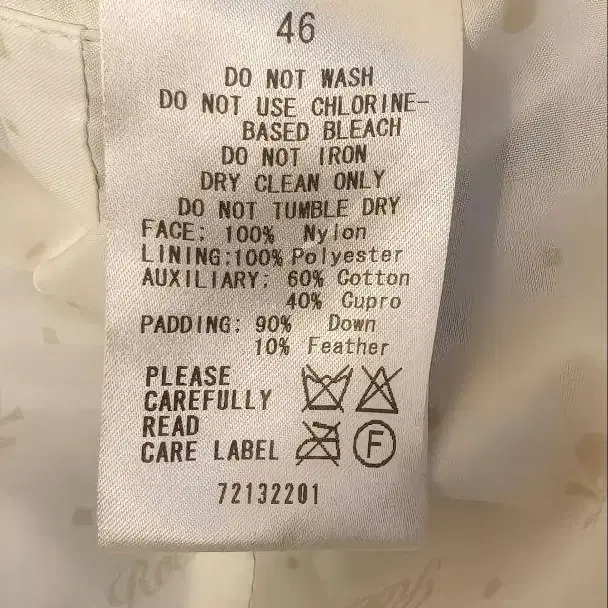 46
DO NOT WASH
DO NOT USE CHLORINE-
BASED BLEACH
DO NOT IRON
DRY CLEAN ONLY
DO NOT TUMBLE DRY
FACE: 100% Nylon
LINING:100% Polyester
AUXILIARY: 60% Cotton
40% Cupro
PADDING: 90% Down
10% Feather
PLEASE
CAREFULLY
READ
CARE LABEL
F
72132201